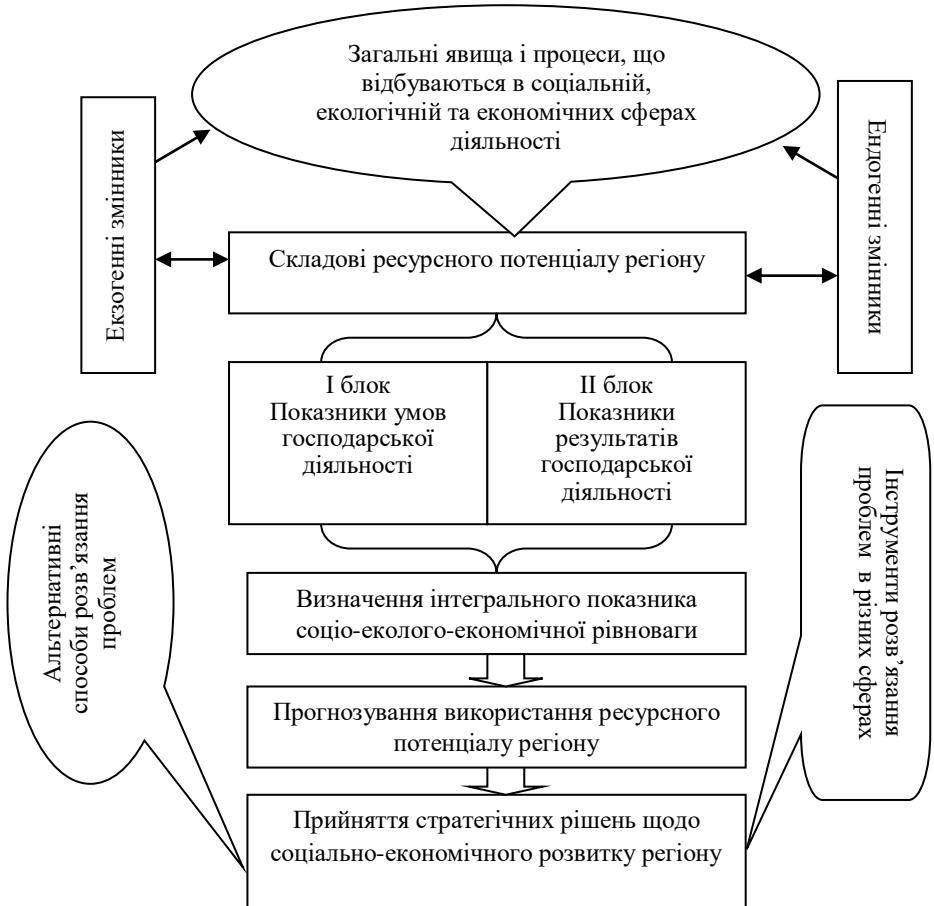 Загальні явища і процеси, що
відбуваються в соціальній,
екологічній та економічних сферах
діяльності
Екзогенні змінники
Ендогенні змінники
Складові ресурсного потенціалу регіону
І блок
Показники умов
господарської
діяльності
ІІ блок
Показники
результатів
господарської
діяльності
Альтернативні
способи розв’язання
проблем
Інструменти розв’язання
проблем в різних сферах
Визначення інтегрального показника
соціо-еколого-економічної рівноваги
Прогнозування використання ресурсного
потенціалу регіону
Прийняття стратегічних рішень щодо
соціально-економічного розвитку регіону